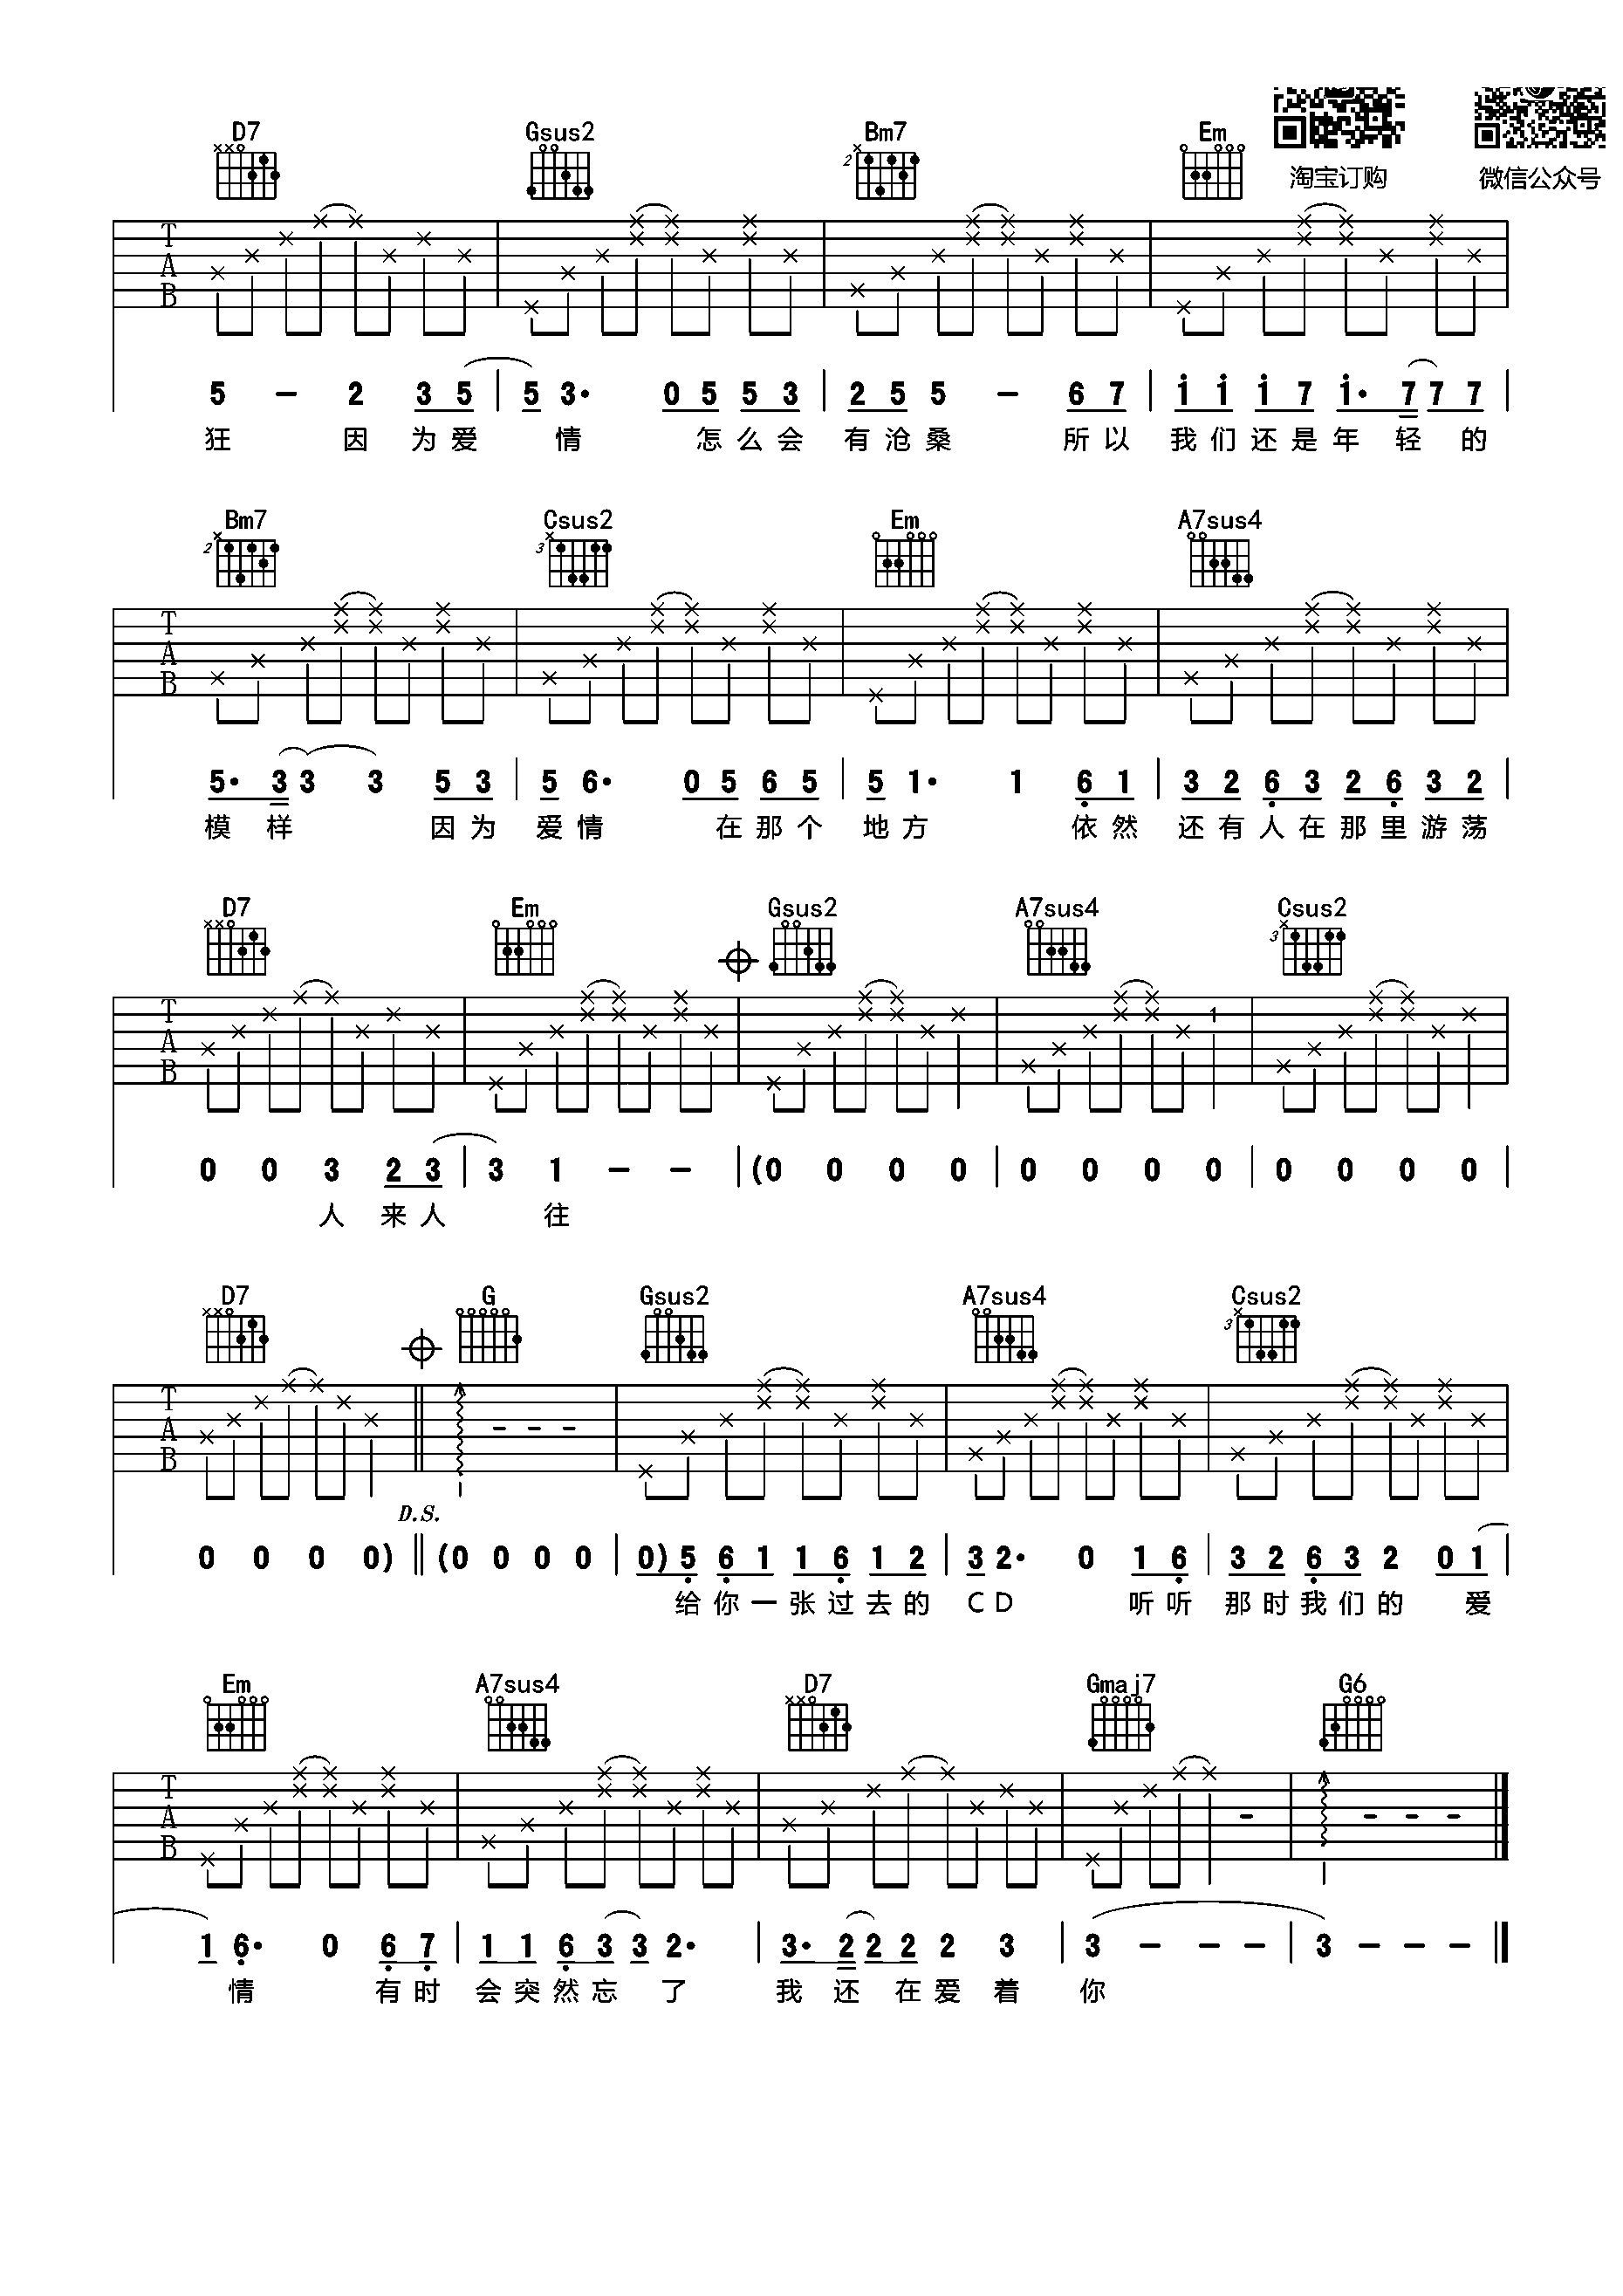 淘宝订购 微信公众号
D7 Gsus2 Bm7 Em
2
T A B
5 - 2 3 5 | 5 3· 0 5 5 3 | 2 5 5 - 6 7 | 1 1 1 7 1· 7 7 7 |
狂 因 为 爱 情 怎 么 会 有 沧 桑 所 以 我 们 还 是 年 轻 的
Bm7 Csus2 Em A7sus4
2 3
T A B
5· 3 3 3 5 3 | 5 6· 0 5 6 5 | 5 1· 1 6 1 | 3 2 6 3 2 6 3 2 |
模 样 因 为 爱 情 在 那 个 地 方 依 然 还 有 人 在 那 里 游 荡
D7 Em Gsus2 A7sus4 Csus2
3
T A B
1
0 0 3 2 3 | 3 1 - - | (0 0 0 0 | 0 0 0 0 | 0 0 0 0 |
人 来 人 往
D7 G Gsus2 A7sus4 Csus2
3
T A B
D.S.
0 0 0 0) || (0 0 0 0 | 0) 5 6 1 1 6 1 2 | 3 2· 0 1 6 | 3 2 6 3 2 0 1 |
给 你 一 张 过 去 的 C D 听 听 那 时 我 们 的 爱
Em A7sus4 D7 Gmaj7 G6
T A B
1 6· 0 6 7 | 1 1 6 3 3 2· | 3· 2 2 2 2 3 | 3 - - - | 3 - - - ||
情 有 时 会 突 然 忘 了 我 还 在 爱 着 你